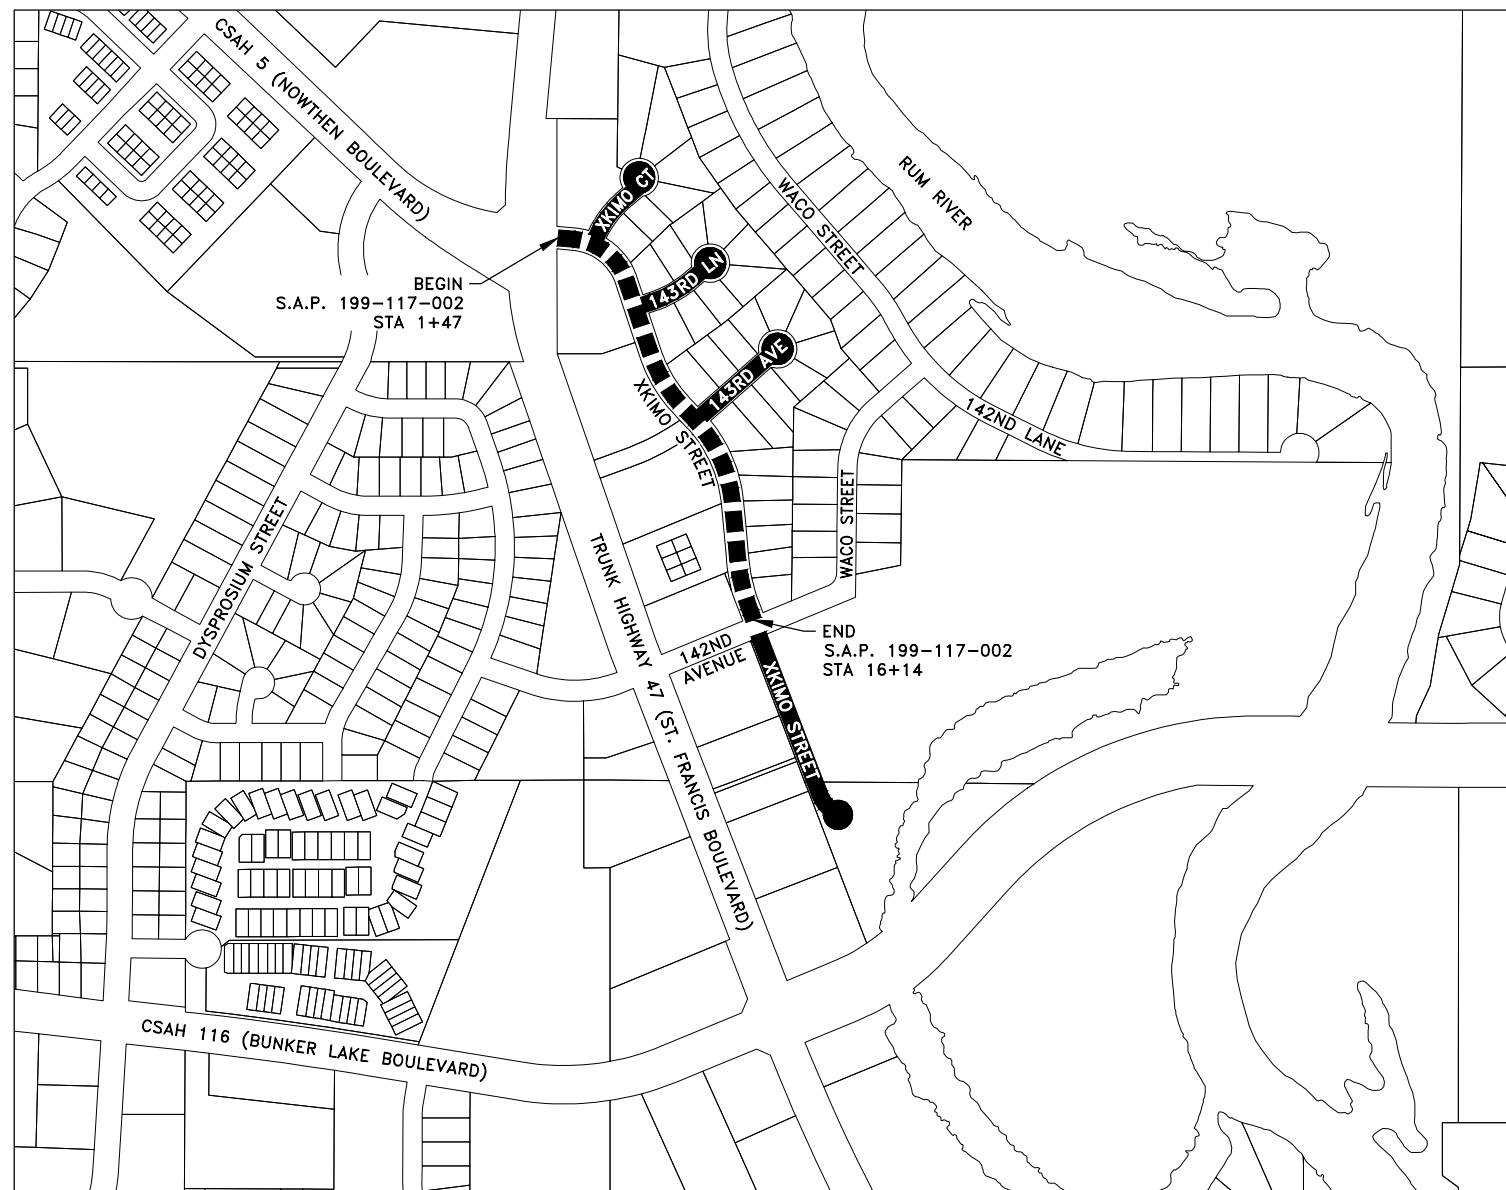 CSAH 5 (NOWTHEN BOULEVARD)
RUM RIVER
WACO STREET
XKIMO CT
143RD LN
BEGIN
S.A.P. 199-117-002
STA 1+47
143RD AVE
XKIMO STREET
142ND LANE
WACO STREET
DYSPROSIUM STREET
TRUNK HIGHWAY 47 (ST. FRANCIS BOULEVARD)
142ND
AVENUE
END
S.A.P. 199-117-002
STA 16+14
XKIMO STREET
CSAH 116 (BUNKER LAKE BOULEVARD)